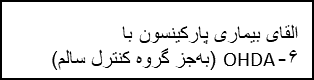 القای بیماری پارکینسون با
۶-OHDA (به‌جز گروه کنترل سالم)